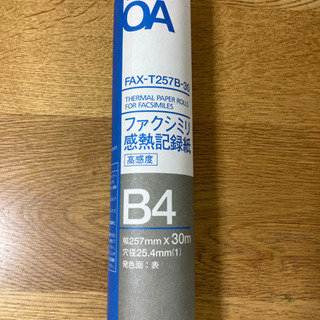 OA
FAX-T257B-30
THERMAL PAPER ROLLS
FOR FACSIMILES
ファクシミリ
感熱記録紙
高感度
B4
幅257mm×30m
穴径25.4mm(1)
発色面：表